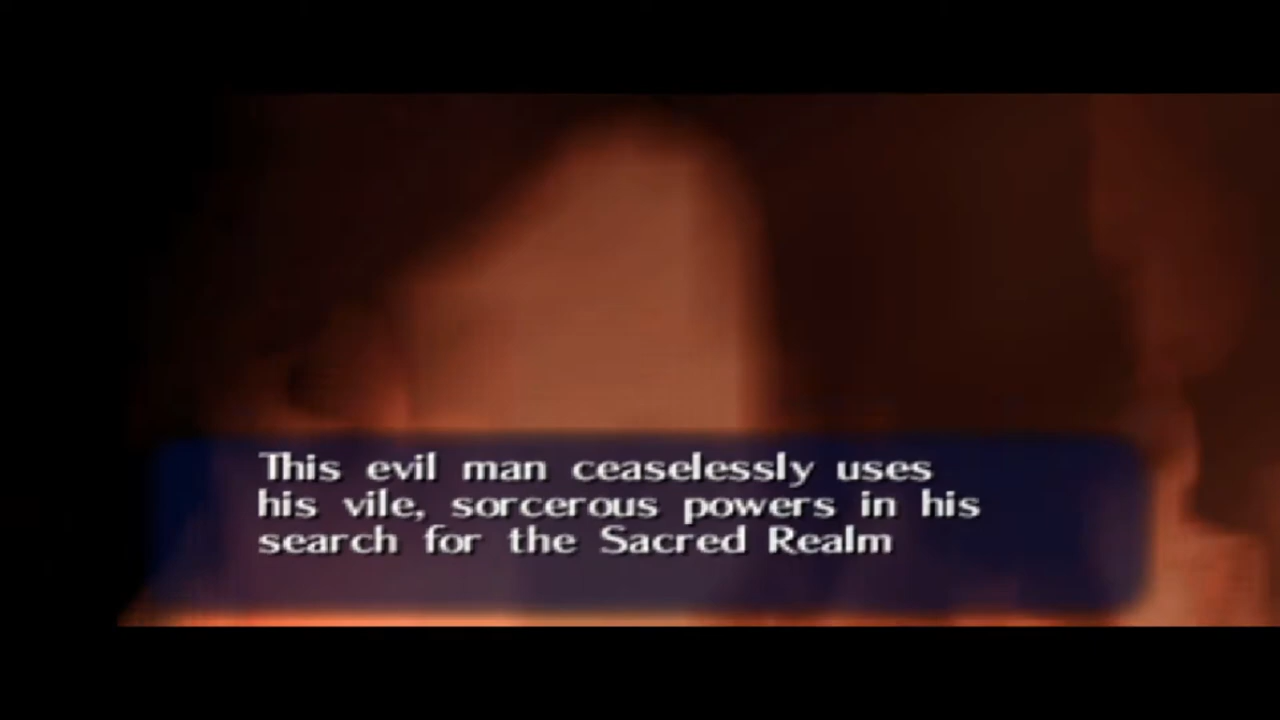 This evil man ceaselessly uses
his vile, sorcerous powers in his
search for the Sacred Realm